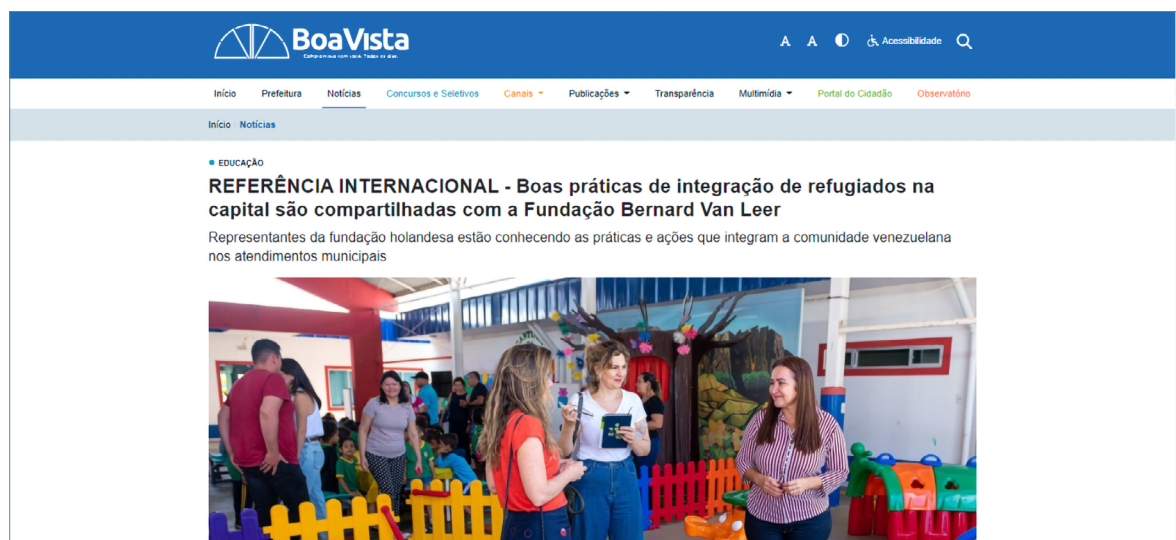 BoaVista
A A Acessibilidade
Início Prefeitura Notícias Concursos e Seletivos Canais Publicações Transparência Multimídia Portal do Cidadão Observatório
Início Notícias
EDUCAÇÃO
REFERÊNCIA INTERNACIONAL - Boas práticas de integração de refugiados na
capital são compartilhadas com a Fundação Bernard Van Leer
Representantes da fundação holandesa estão conhecendo as práticas e ações que integram a comunidade venezuelana
nos atendimentos municipais